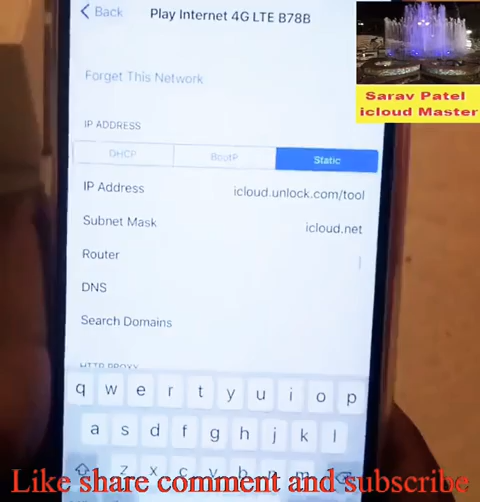 Back
Play Internet 4G LTE B78B
Sarav Patel
icloud Master
Forget This Network
IP ADDRESS
DHCP BootP Static
IP Address icloud.unlock.com/tool
Subnet Mask icloud.net
Router
DNS
Search Domains
HTTP PROXY
q w e r t y u i o p
a s d f g h j k l
z x c v b n m
Like share comment and subscribe